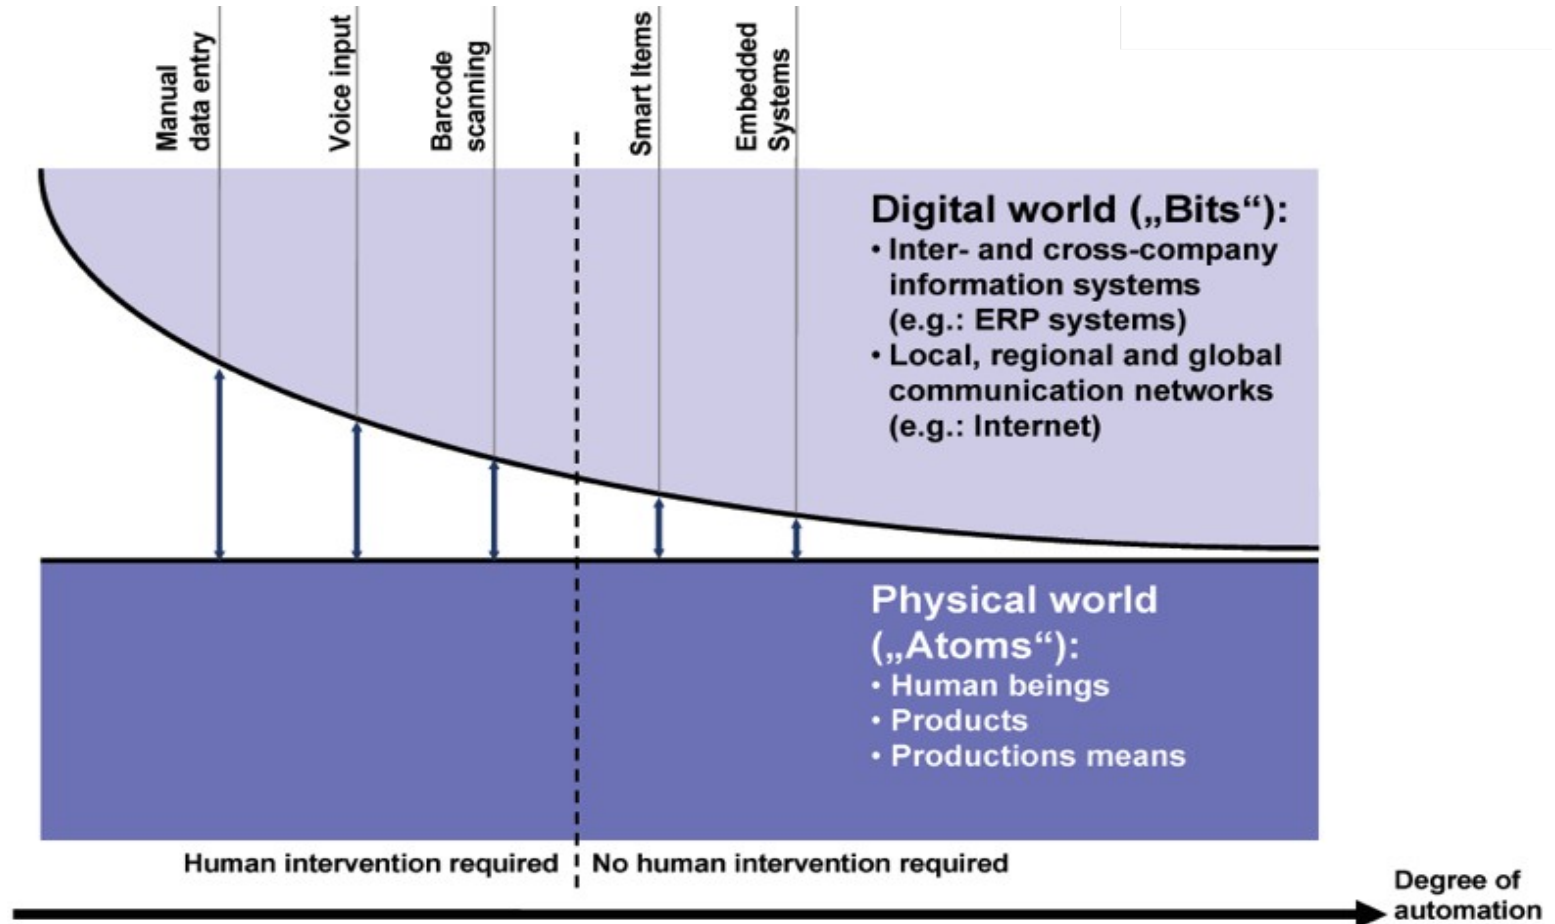 Manual
data entry
Voice input
Barcode
scanning
Smart Items
Embedded
Systems
Digital world („Bits“):
• Inter- and cross-company
information systems
(e.g.: ERP systems)
• Local, regional and global
communication networks
(e.g.: Internet)
Physical world
(„Atoms“):
• Human beings
• Products
• Productions means
Human intervention required
No human intervention required
Degree of
automation